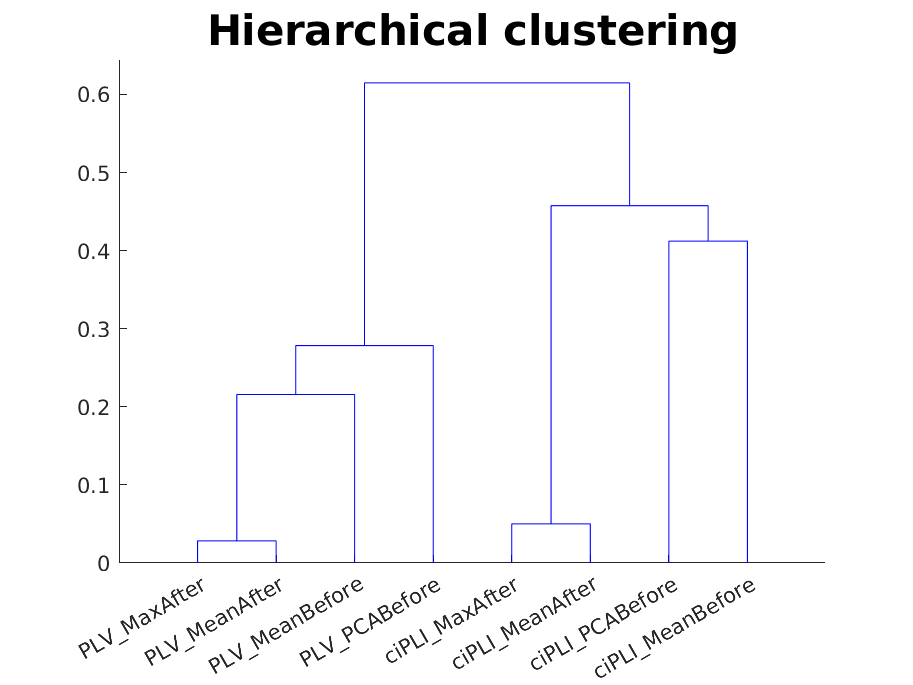 Hierarchical clustering
0.6
0.5
0.4
0.3
0.2
0.1
0
PLV_MaxAfter
PLV_MeanAfter
PLV_MeanBefore
PLV_PCABefore
ciPLI_MaxAfter
ciPLI_MeanAfter
ciPLI_PCABefore
ciPLI_MeanBefore